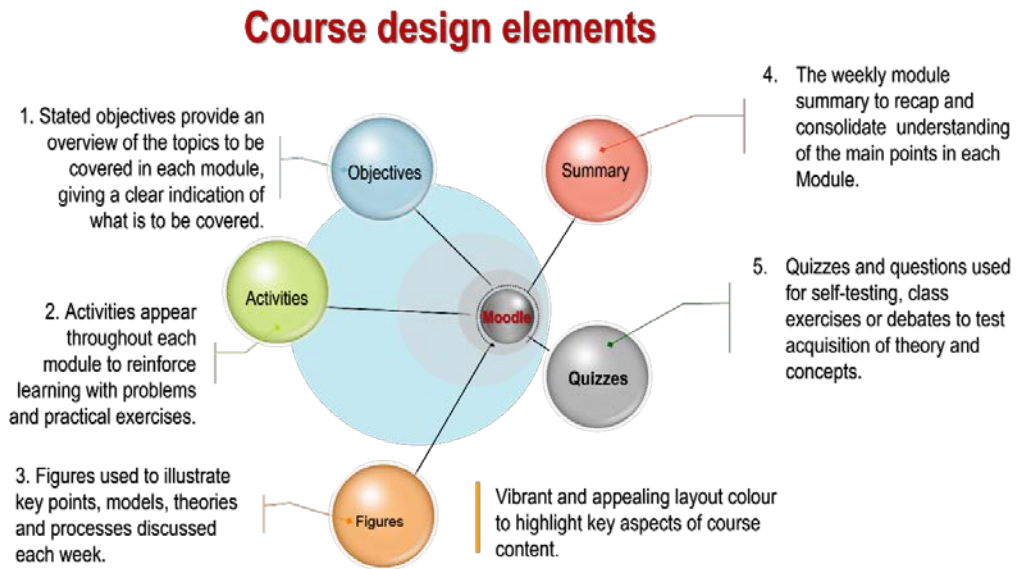 Course design elements
1. Stated objectives provide an
overview of the topics to be
covered in each module,
giving a clear indication of
what is to be covered.
Objectives
Summary
4. The weekly module
summary to recap and
consolidate understanding
of the main points in each
Module.
Activities
2. Activities appear
throughout each
module to reinforce
learning with problems
and practical exercises.
Moodle
Quizzes
5. Quizzes and questions used
for self-testing, class
exercises or debates to test
acquisition of theory and
concepts.
3. Figures used to illustrate
key points, models, theories
and processes discussed
each week.
Figures
Vibrant and appealing layout colour
to highlight key aspects of course
content.